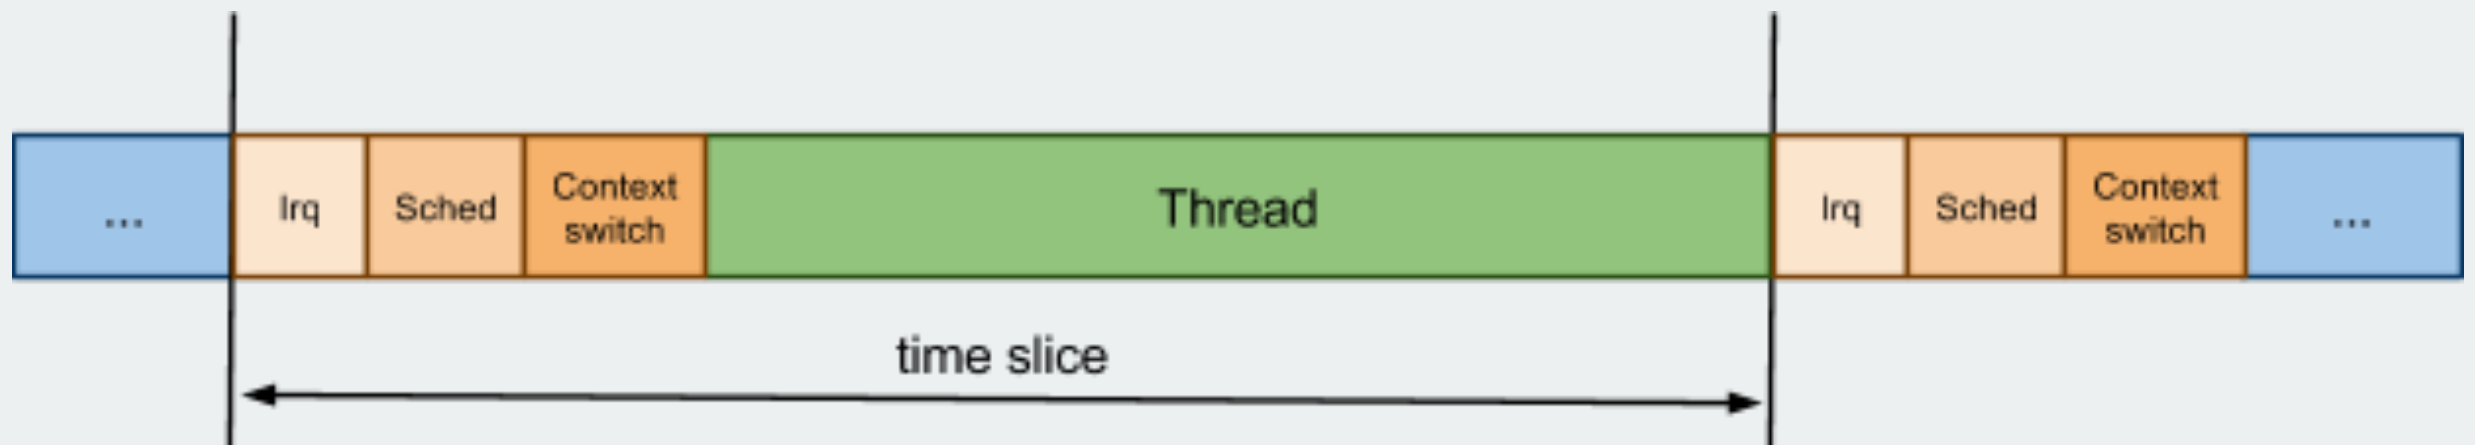 ...
Irq
Sched
Context
switch
Thread
Irq
Sched
Context
switch
...
time slice